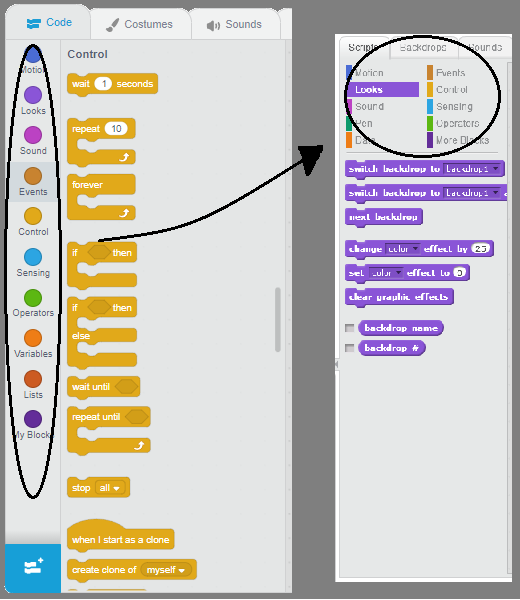 Code
Costumes
Sounds
Motion
Looks
Sound
Events
Control
Sensing
Operators
Variables
Lists
My Block
Control
wait 1 seconds
repeat 10
forever
if then
if then
else
wait until
repeat until
stop all
when I start as a clone
create clone of myself
Scripts
Backdrops
Sounds
Motion
Looks
Sound
Pen
Data
Events
Control
Sensing
Operators
More Blocks
switch backdrop to backdrop1
switch backdrop to backdrop1
next backdrop
change color effect by 25
set color effect to 0
clear graphic effects
backdrop name
backdrop #